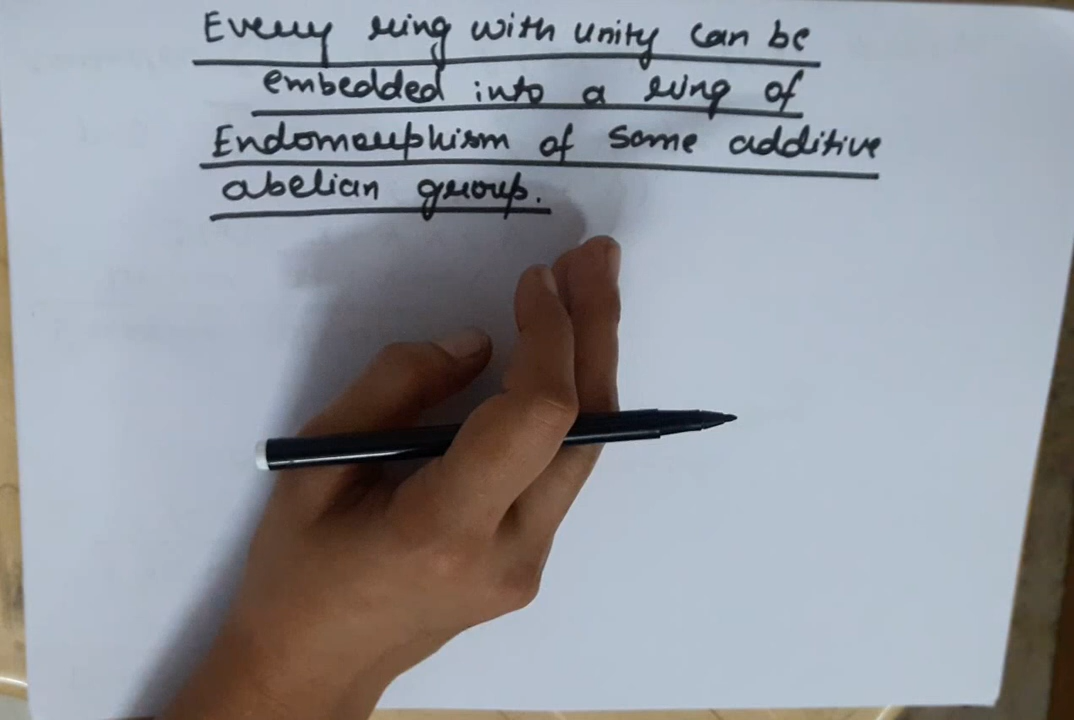 Every ring with unity can be
embedded into a ring of
Endomorphism of some additive
abelian group.